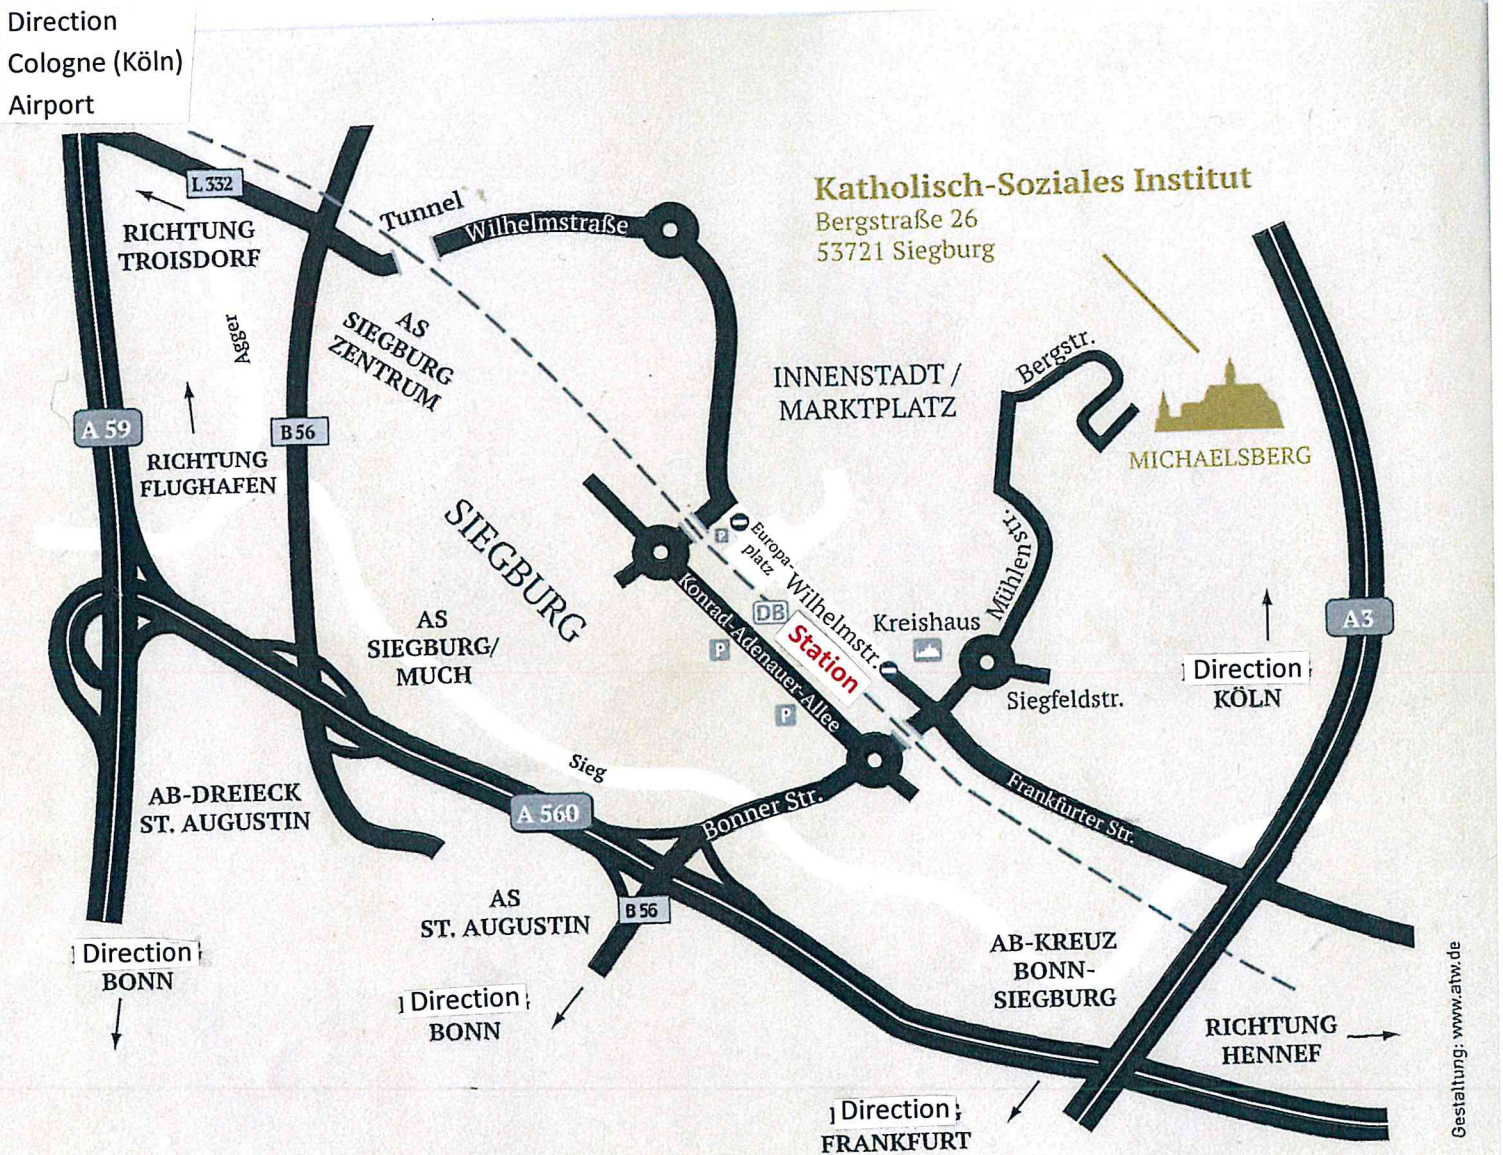 Direction
Cologne (Köln)
Airport
L 332
RICHTUNG
TROISDORF
Tunnel
Wilhelmstraße
Katholisch-Soziales Institut
Bergstraße 26
53721 Siegburg
Agger
AS
SIEGBURG
ZENTRUM
INNENSTADT /
MARKTPLATZ
Bergstr.
MICHAELSBERG
A 59
B 56
RICHTUNG
FLUGHAFEN
SIEGBURG
P
Europa-
platz
Wilhelmstr.
Mühlenstr.
DB
Station
Konrad-Adenauer-Allee
Kreishaus
AS
SIEGBURG/
MUCH
P
P
A3
Direction
KÖLN
Siegfeldstr.
Sieg
AB-DREIECK
ST. AUGUSTIN
A 560
Bonner Str.
Frankfurter Str.
AS
ST. AUGUSTIN
B 56
Direction
BONN
Direction
BONN
AB-KREUZ
BONN-
SIEGBURG
RICHTUNG
HENNEF
Direction
FRANKFURT
Gestaltung: www.atw.de